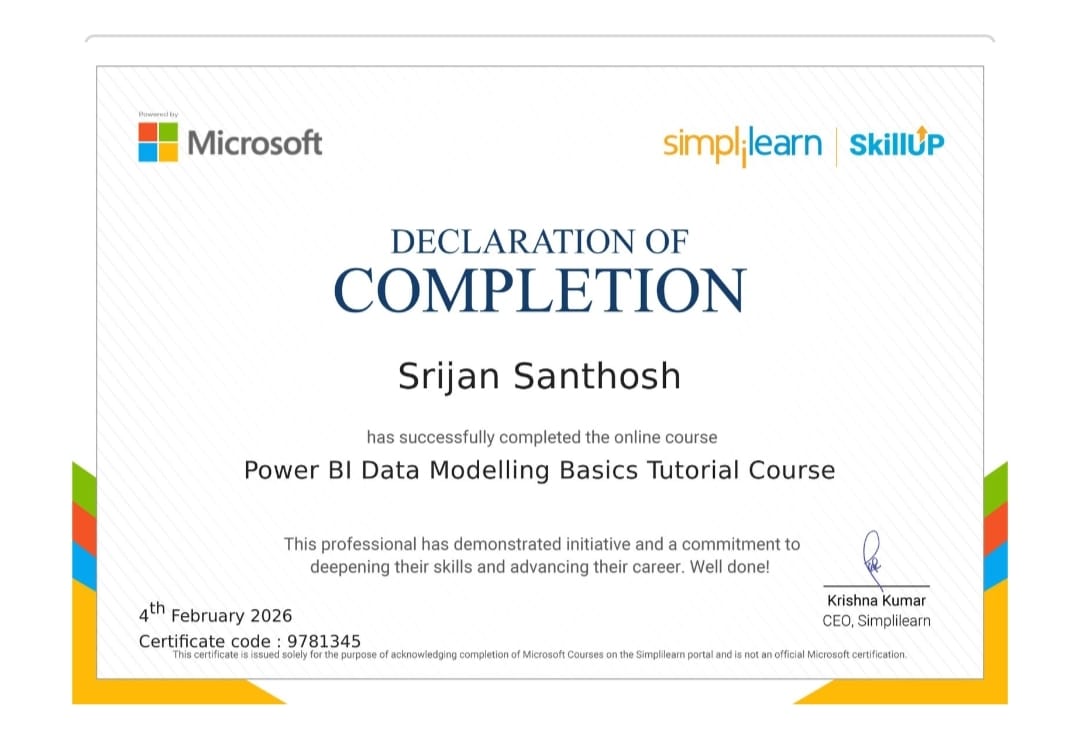 Powered by
Microsoft
simplilearn | SkillUP
DECLARATION OF
COMPLETION
Srijan Santhosh
has successfully completed the online course
Power BI Data Modelling Basics Tutorial Course
This professional has demonstrated initiative and a commitment to
deepening their skills and advancing their career. Well done!
Krishna Kumar
CEO, Simplilearn
4th February 2026
Certificate code : 9781345
This certificate is issued solely for the purpose of acknowledging completion of Microsoft Courses on the Simplilearn portal and is not an official Microsoft certification.